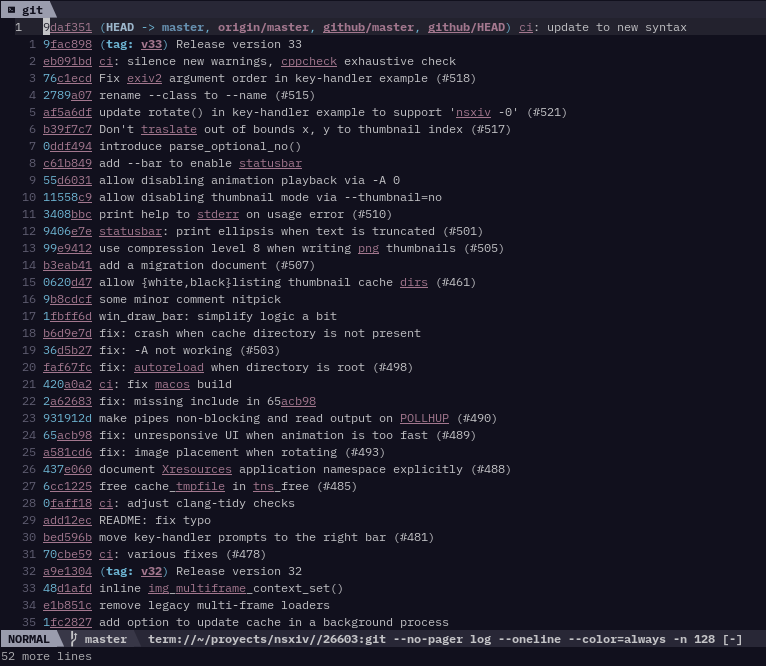 git
1 9daf351 (HEAD -> master, origin/master, github/master, github/HEAD) ci: update to new syntax
1 9fac898 (tag: v33) Release version 33
2 eb091bd ci: silence new warnings, cppcheck exhaustive check
3 76c1ecd Fix exiv2 argument order in key-handler example (#518)
4 2789a07 rename --class to --name (#515)
5 af5a6df update rotate() in key-handler example to support 'nsxiv -0' (#521)
6 b39f7c7 Don't traslate out of bounds x, y to thumbnail index (#517)
7 0ddf494 introduce parse_optional_no()
8 c61b849 add --bar to enable statusbar
9 55d6031 allow disabling animation playback via -A 0
10 11558c9 allow disabling thumbnail mode via --thumbnail=no
11 3408bbc print help to stderr on usage error (#510)
12 9406e7e statusbar: print ellipsis when text is truncated (#501)
13 99e9412 use compression level 8 when writing png thumbnails (#505)
14 b3eab41 add a migration document (#507)
15 0620d47 allow {white,black}listing thumbnail cache dirs (#461)
16 9b8cdcf some minor comment nitpick
17 1fbff6d win_draw_bar: simplify logic a bit
18 b6d9e7d fix: crash when cache directory is not present
19 36d5b27 fix: -A not working (#503)
20 faf67fc fix: autoreload when directory is root (#498)
21 420a0a2 ci: fix macos build
22 2a62683 fix: missing include in 65acb98
23 931912d make pipes non-blocking and read output on POLLHUP (#490)
24 65acb98 fix: unresponsive UI when animation is too fast (#489)
25 a581cd6 fix: image placement when rotating (#493)
26 437e060 document Xresources application namespace explicitly (#488)
27 6cc1225 free cache_tmpfile in tns_free (#485)
28 0faff18 ci: adjust clang-tidy checks
29 add12ec README: fix typo
30 bed596b move key-handler prompts to the right bar (#481)
31 70cbe59 ci: various fixes (#478)
32 a9e1304 (tag: v32) Release version 32
33 48d1afd inline img_multiframe_context_set()
34 e1b851c remove legacy multi-frame loaders
35 1fc2827 add option to update cache in a background process
NORMAL master term://~/proyects/nsxiv//26603:git --no-pager log --oneline --color=always -n 128 [-]
52 more lines